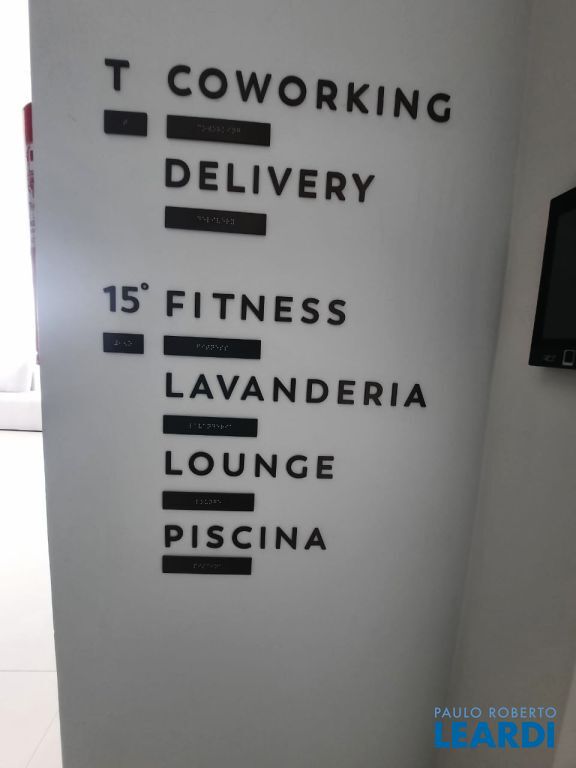 T COWORKING
DELIVERY
15° FITNESS
LAVANDERIA
LOUNGE
PISCINA
PAULO ROBERTO
LEARDI